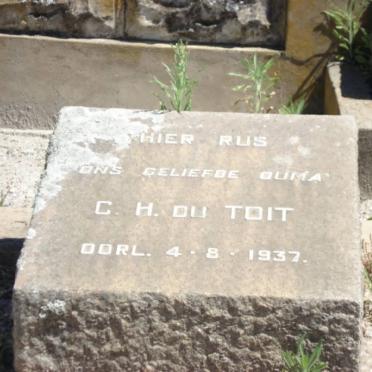 HIER RUS
ONS GELIEFDE OUMA
C. H. DU TOIT
OORL. 4·8·1937.